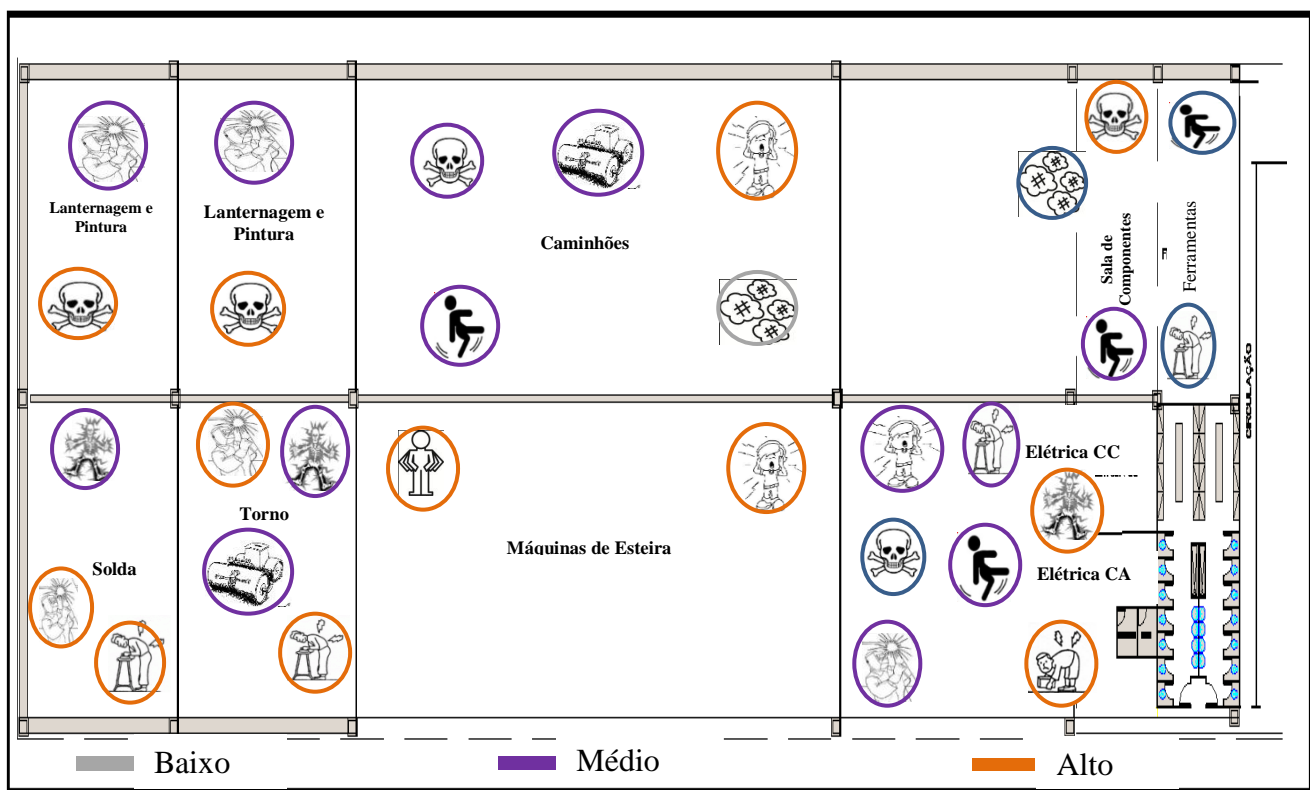 Lanternagem e
Pintura
Lanternagem e
Pintura
Caminhões
Sala de
Componentes
Ferramentas
CIRCULAÇÃO
Solda
Torno
Máquinas de Esteira
Elétrica CC
Elétrica CA
Baixo
Médio
Alto